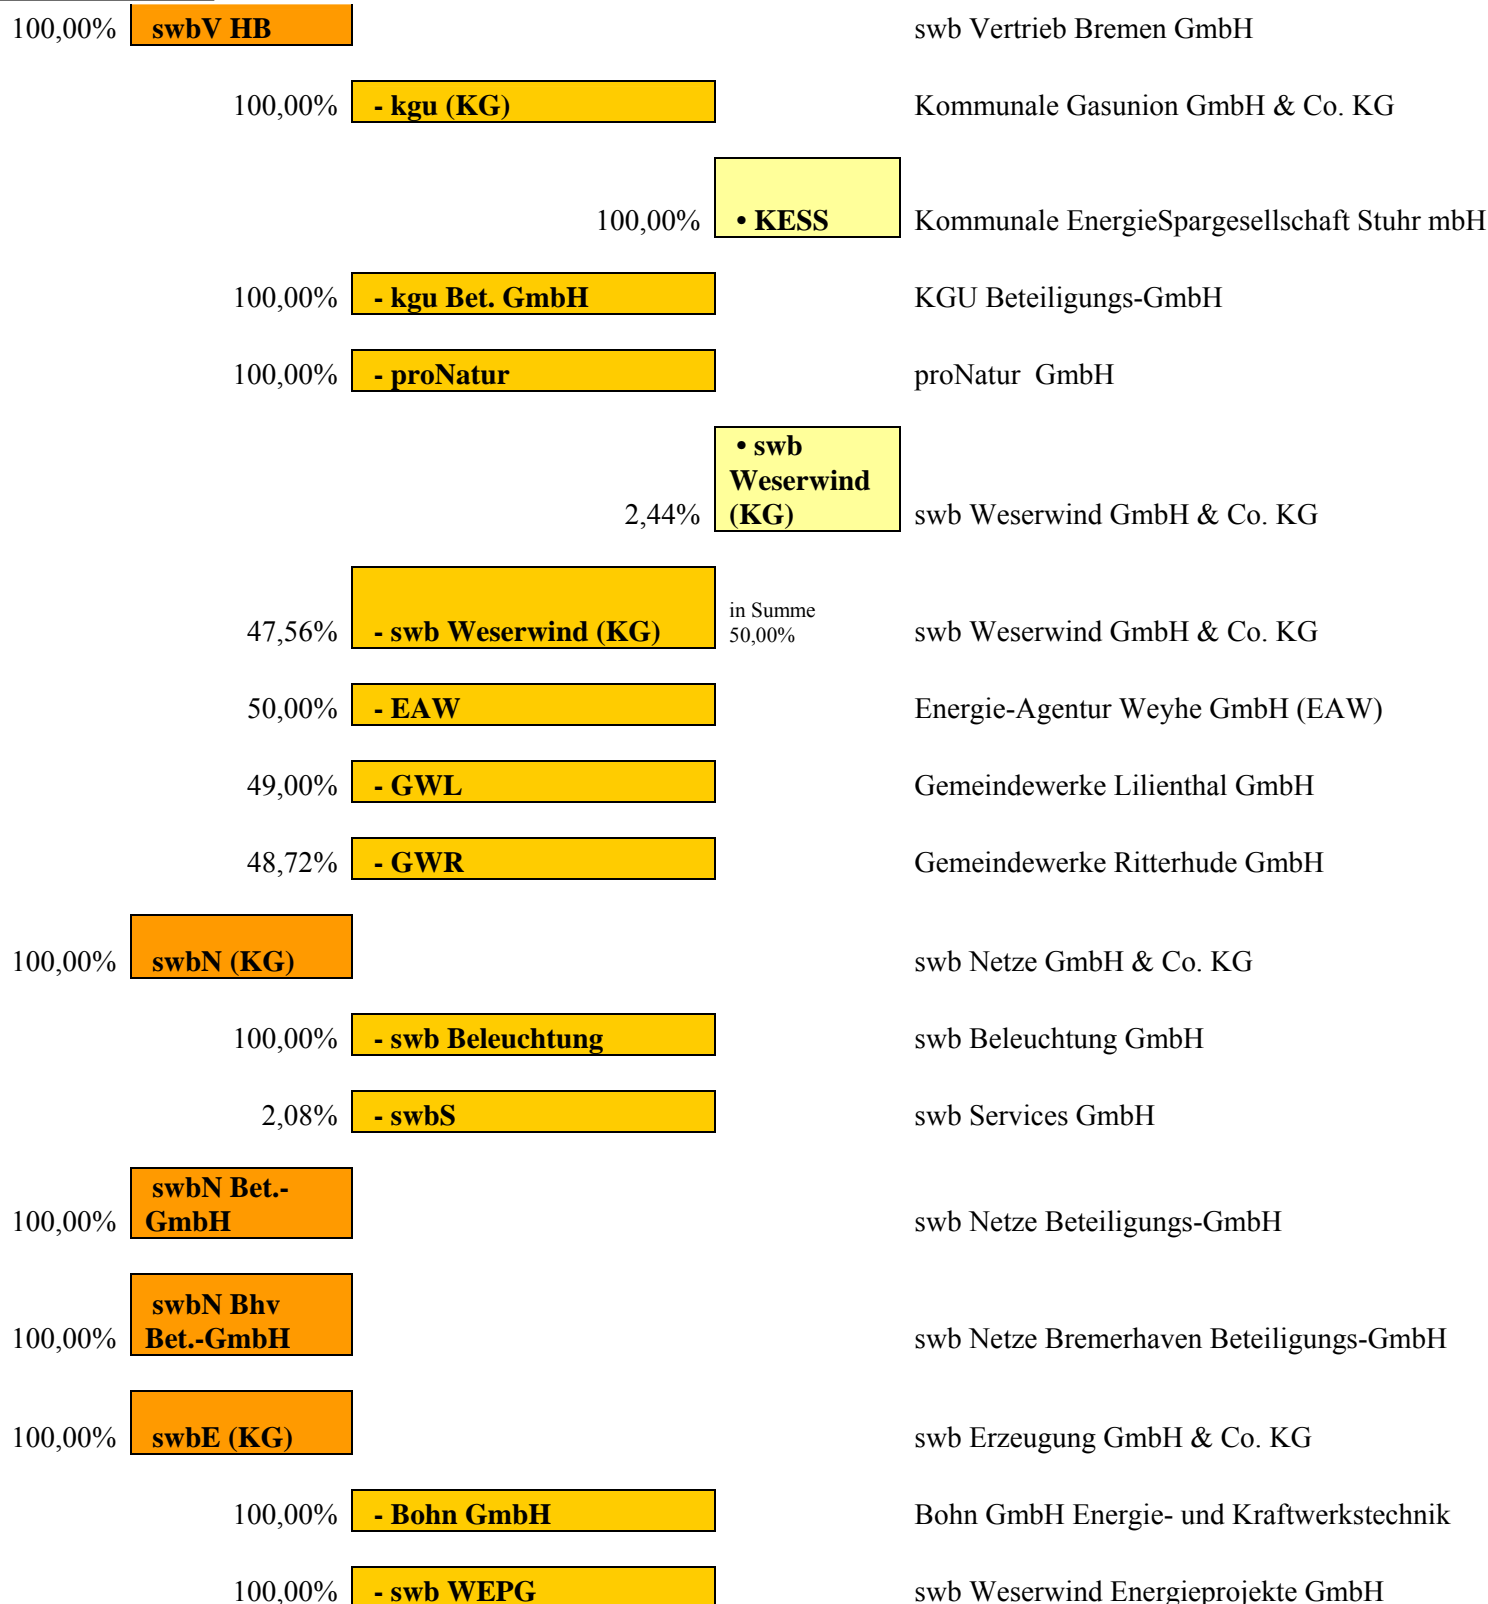 100,00% swbV HB swb Vertrieb Bremen GmbH
100,00% - kgu (KG) Kommunale Gasunion GmbH & Co. KG
100,00% • KESS Kommunale EnergieSpargesellschaft Stuhr mbH
100,00% - kgu Bet. GmbH KGU Beteiligungs-GmbH
100,00% - proNatur proNatur GmbH
• swb
Weserwind
2,44% (KG) swb Weserwind GmbH & Co. KG
in Summe
47,56% - swb Weserwind (KG) 50,00% swb Weserwind GmbH & Co. KG
50,00% - EAW Energie-Agentur Weyhe GmbH (EAW)
49,00% - GWL Gemeindewerke Lilienthal GmbH
48,72% - GWR Gemeindewerke Ritterhude GmbH
100,00% swbN (KG) swb Netze GmbH & Co. KG
100,00% - swb Beleuchtung swb Beleuchtung GmbH
2,08% - swbS swb Services GmbH
swbN Bet.-
100,00% GmbH swb Netze Beteiligungs-GmbH
swbN Bhv
100,00% Bet.-GmbH swb Netze Bremerhaven Beteiligungs-GmbH
100,00% swbE (KG) swb Erzeugung GmbH & Co. KG
100,00% - Bohn GmbH Bohn GmbH Energie- und Kraftwerkstechnik
100,00% - swb WEPG swb Weserwind Energieprojekte GmbH